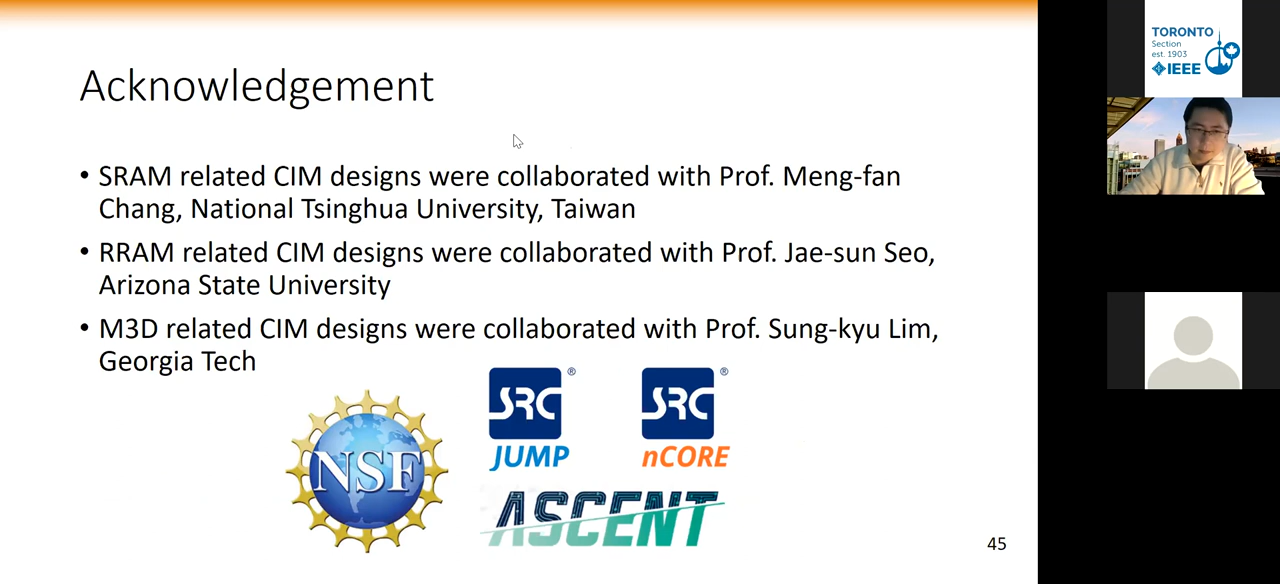 Acknowledgement
• SRAM related CIM designs were collaborated with Prof. Meng-fan
Chang, National Tsinghua University, Taiwan
• RRAM related CIM designs were collaborated with Prof. Jae-sun Seo,
Arizona State University
• M3D related CIM designs were collaborated with Prof. Sung-kyu Lim,
Georgia Tech
NSF
SRC ®
JUMP
SRC ®
nCORE
ASCENT
45
TORONTO
Section
est. 1903
IEEE